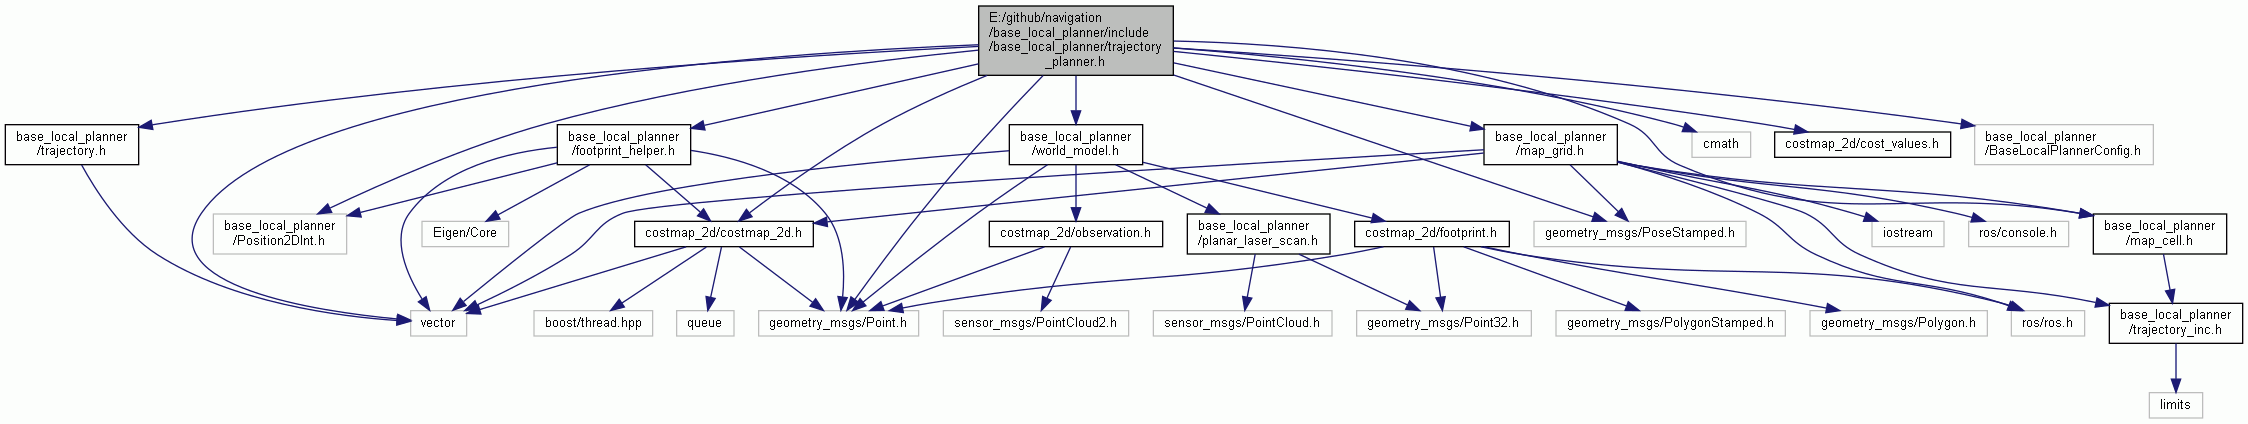 E:/github/navigation
/base_local_planner/include
/base_local_planner/trajectory
_planner.h
base_local_planner
/trajectory.h
base_local_planner
/footprint_helper.h
base_local_planner
/world_model.h
base_local_planner
/map_grid.h
cmath
costmap_2d/cost_values.h
base_local_planner
/BaseLocalPlannerConfig.h
base_local_planner
/Position2DInt.h
Eigen/Core
costmap_2d/costmap_2d.h
costmap_2d/observation.h
base_local_planner
/planar_laser_scan.h
costmap_2d/footprint.h
geometry_msgs/PoseStamped.h
iostream
ros/console.h
base_local_planner
/map_cell.h
vector
boost/thread.hpp
queue
geometry_msgs/Point.h
sensor_msgs/PointCloud2.h
sensor_msgs/PointCloud.h
geometry_msgs/Point32.h
geometry_msgs/PolygonStamped.h
geometry_msgs/Polygon.h
ros/ros.h
base_local_planner
/trajectory_inc.h
limits